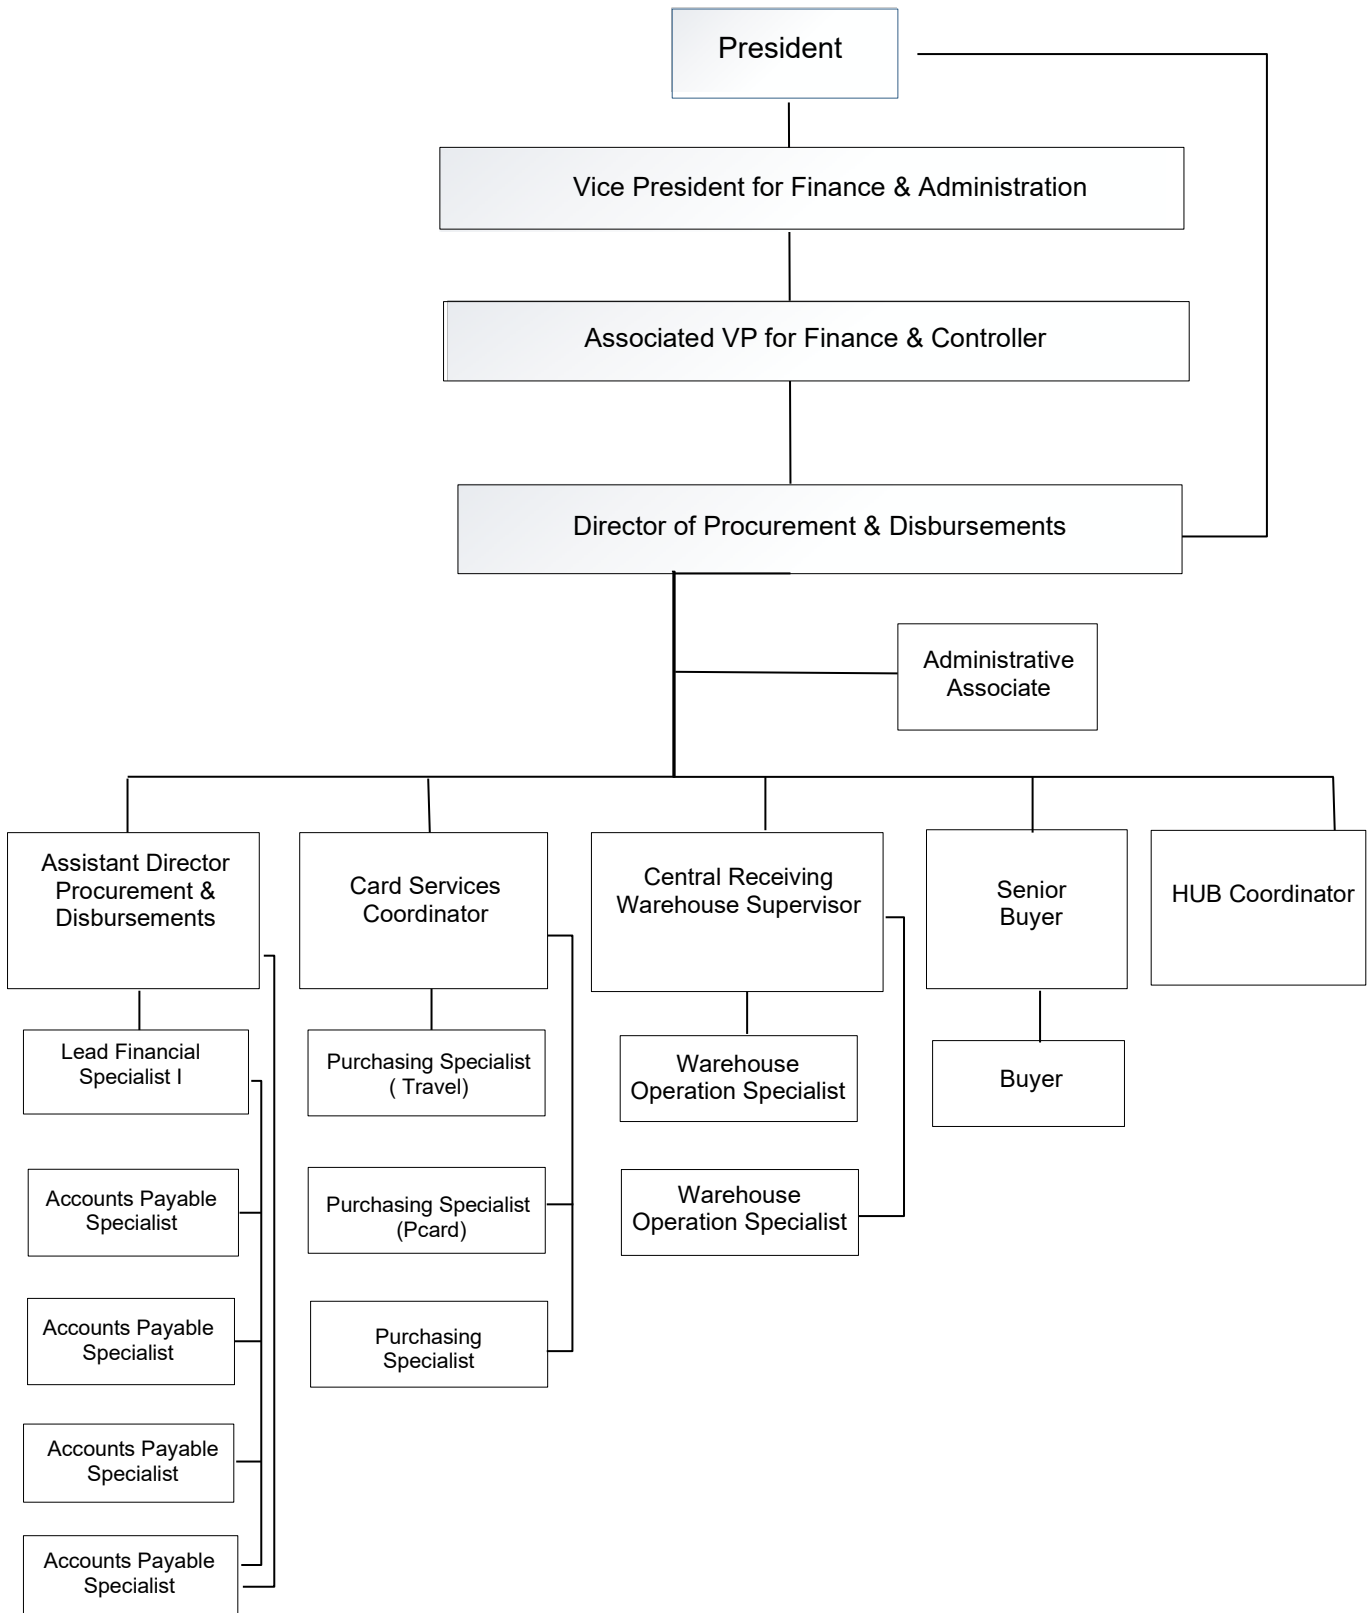 President
Vice President for Finance & Administration
Associated VP for Finance & Controller
Director of Procurement & Disbursements
Administrative
Associate
Assistant Director
Procurement &
Disbursements
Card Services
Coordinator
Central Receiving
Warehouse Supervisor
Senior
Buyer
HUB Coordinator
Lead Financial
Specialist I
Purchasing Specialist
( Travel)
Warehouse
Operation Specialist
Buyer
Accounts Payable
Specialist
Purchasing Specialist
(Pcard)
Warehouse
Operation Specialist
Accounts Payable
Specialist
Purchasing
Specialist
Accounts Payable
Specialist
Accounts Payable
Specialist